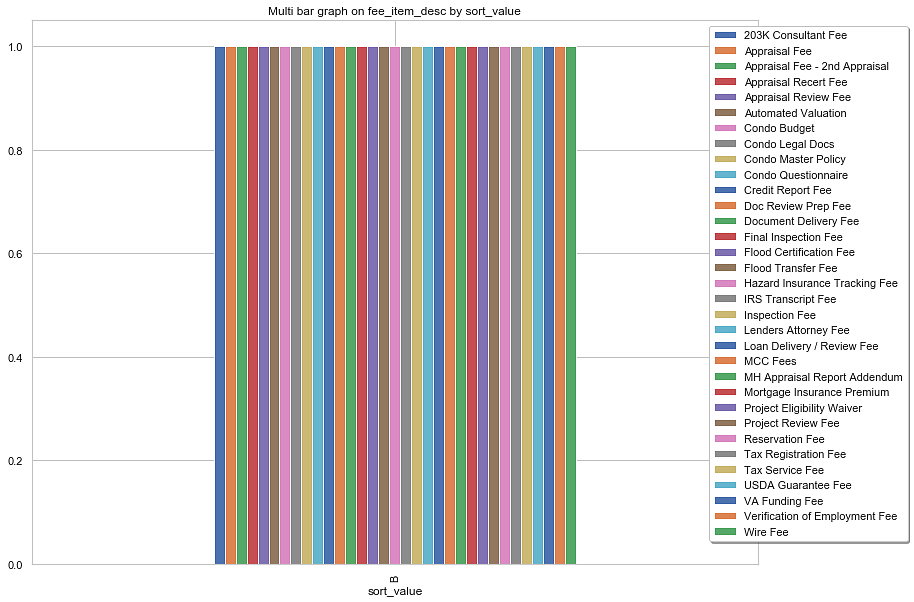 Multi bar graph on fee_item_desc by sort_value
1.0
0.8
0.6
0.4
0.2
0.0
B
sort_value
203K Consultant Fee
Appraisal Fee
Appraisal Fee - 2nd Appraisal
Appraisal Recert Fee
Appraisal Review Fee
Automated Valuation
Condo Budget
Condo Legal Docs
Condo Master Policy
Condo Questionnaire
Credit Report Fee
Doc Review Prep Fee
Document Delivery Fee
Final Inspection Fee
Flood Certification Fee
Flood Transfer Fee
Hazard Insurance Tracking Fee
IRS Transcript Fee
Inspection Fee
Lenders Attorney Fee
Loan Delivery / Review Fee
MCC Fees
MH Appraisal Report Addendum
Mortgage Insurance Premium
Project Eligibility Waiver
Project Review Fee
Reservation Fee
Tax Registration Fee
Tax Service Fee
USDA Guarantee Fee
VA Funding Fee
Verification of Employment Fee
Wire Fee